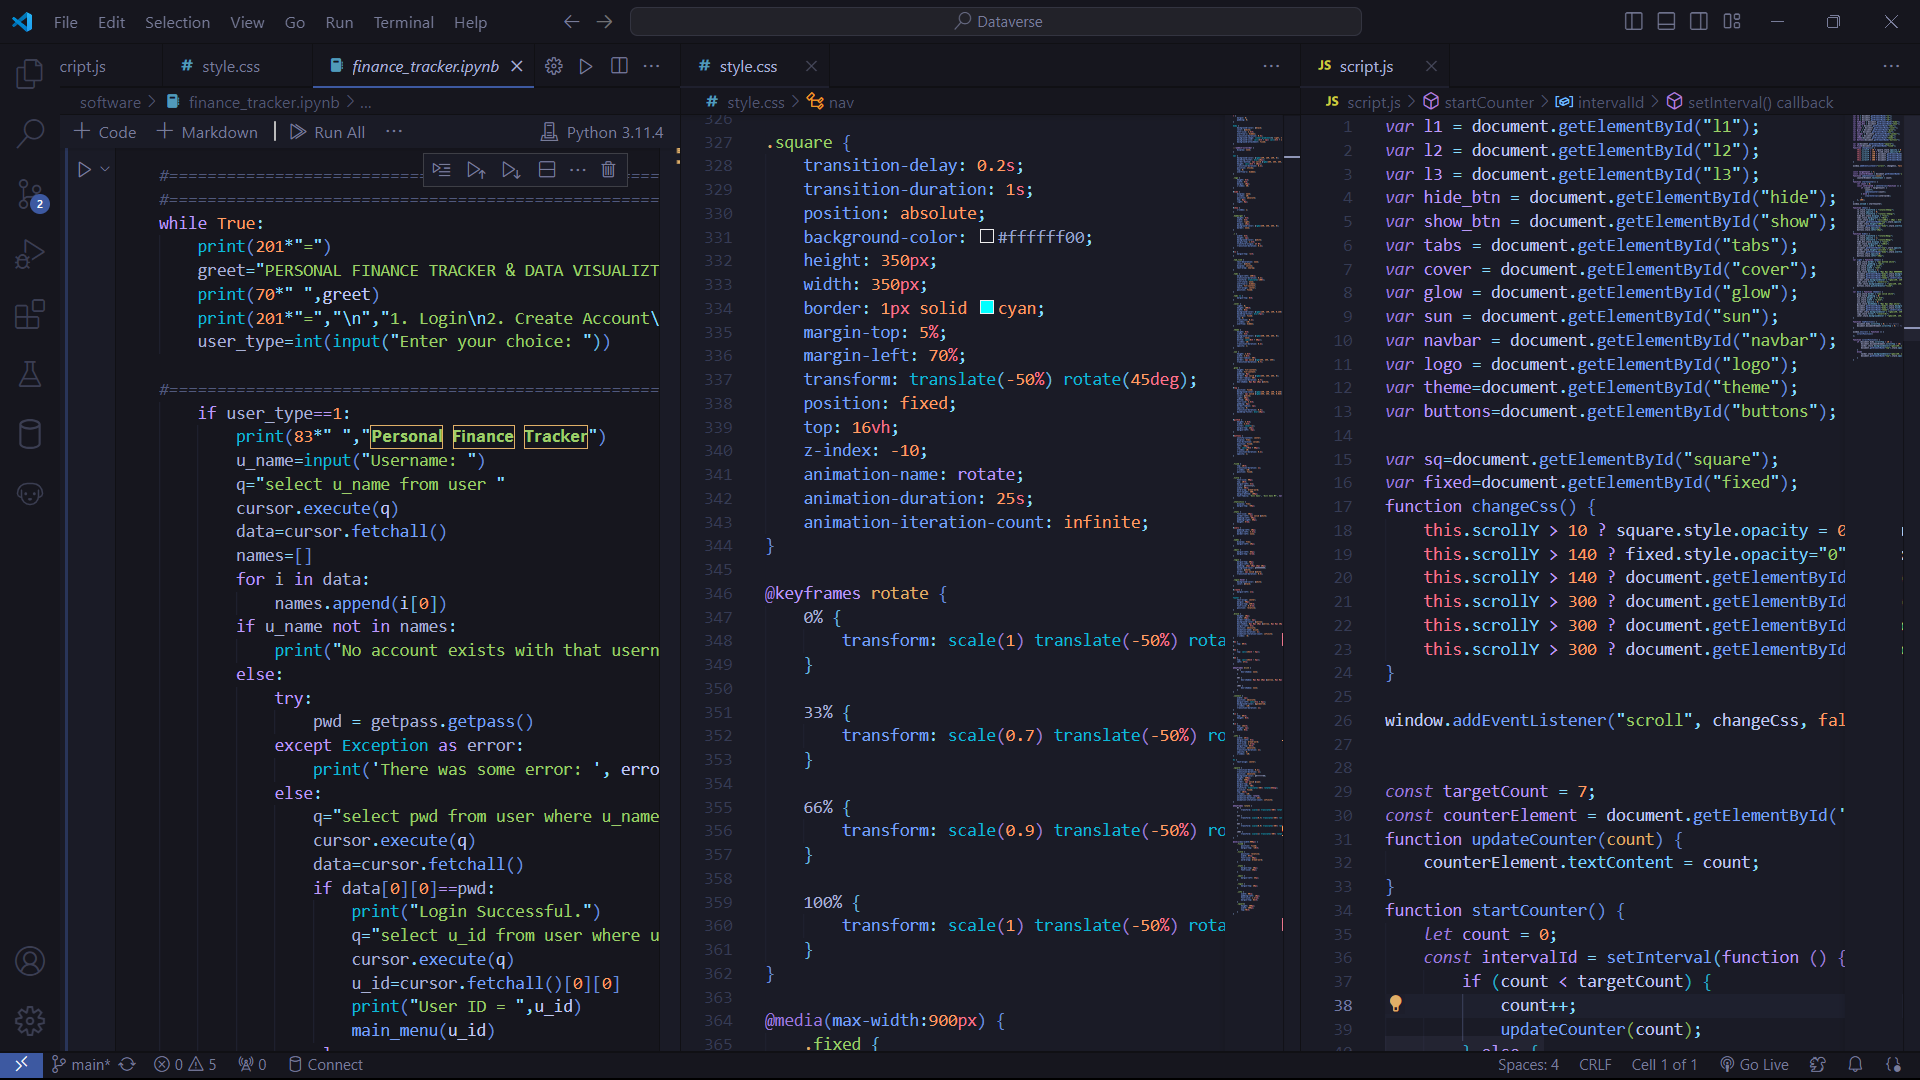 File Edit Selection View Go Run Terminal Help
Dataverse
cript.js
# style.css
finance_tracker.ipynb
software > finance_tracker.ipynb > ...
+ Code + Markdown | Run All ...
Python 3.11.4
2
while True:
print(201*"=")
greet="PERSONAL FINANCE TRACKER & DATA VISUALIZT
print(70*" ",greet)
print(201*"=","\n","1. Login\n2. Create Account\
user_type=int(input("Enter your choice: "))
if user_type==1:
print(83*" ","Personal Finance Tracker")
u_name=input("Username: ")
q="select u_name from user "
cursor.execute(q)
data=cursor.fetchall()
names=[]
for i in data:
names.append(i[0])
if u_name not in names:
print("No account exists with that usern
else:
try:
pwd = getpass.getpass()
except Exception as error:
print('There was some error: ', erro
else:
q="select pwd from user where u_name
cursor.execute(q)
data=cursor.fetchall()
if data[0][0]==pwd:
print("Login Successful.")
q="select u_id from user where u
cursor.execute(q)
u_id=cursor.fetchall()[0][0]
print("User ID = ",u_id)
main_menu(u_id)
# style.css
# style.css > nav
326
327 .square {
328 transition-delay: 0.2s;
329 transition-duration: 1s;
330 position: absolute;
331 background-color: #ffffff00;
332 height: 350px;
333 width: 350px;
334 border: 1px solid cyan;
335 margin-top: 5%;
336 margin-left: 70%;
337 transform: translate(-50%) rotate(45deg);
338 position: fixed;
339 top: 16vh;
340 z-index: -10;
341 animation-name: rotate;
342 animation-duration: 25s;
343 animation-iteration-count: infinite;
344 }
345
346 @keyframes rotate {
347 0% {
348 transform: scale(1) translate(-50%) rota
349 }
350
351 33% {
352 transform: scale(0.7) translate(-50%) ro
353 }
354
355 66% {
356 transform: scale(0.9) translate(-50%) ro
357 }
358
359 100% {
360 transform: scale(1) translate(-50%) rota
361 }
362 }
363
364 @media(max-width:900px) {
365 .fixed {
JS script.js
JS script.js > startCounter > intervalId > setInterval() callback
1 var l1 = document.getElementById("l1");
2 var l2 = document.getElementById("l2");
3 var l3 = document.getElementById("l3");
4 var hide_btn = document.getElementById("hide");
5 var show_btn = document.getElementById("show");
6 var tabs = document.getElementById("tabs");
7 var cover = document.getElementById("cover");
8 var glow = document.getElementById("glow");
9 var sun = document.getElementById("sun");
10 var navbar = document.getElementById("navbar");
11 var logo = document.getElementById("logo");
12 var theme=document.getElementById("theme");
13 var buttons=document.getElementById("buttons");
14
15 var sq=document.getElementById("square");
16 var fixed=document.getElementById("fixed");
17 function changeCss() {
18 this.scrollY > 10 ? square.style.opacity = 0
19 this.scrollY > 140 ? fixed.style.opacity="0"
20 this.scrollY > 140 ? document.getElementById
21 this.scrollY > 300 ? document.getElementById
22 this.scrollY > 300 ? document.getElementById
23 this.scrollY > 300 ? document.getElementById
24 }
25
26 window.addEventListener("scroll", changeCss, fal
27
28
29 const targetCount = 7;
30 const counterElement = document.getElementById('
31 function updateCounter(count) {
32 counterElement.textContent = count;
33 }
34 function startCounter() {
35 let count = 0;
36 const intervalId = setInterval(function () {
37 if (count < targetCount) {
38 count++;
39 updateCounter(count);
40 } else {
main* 0 5 0 Connect
Spaces: 4 CRLF Cell 1 of 1 Go Live